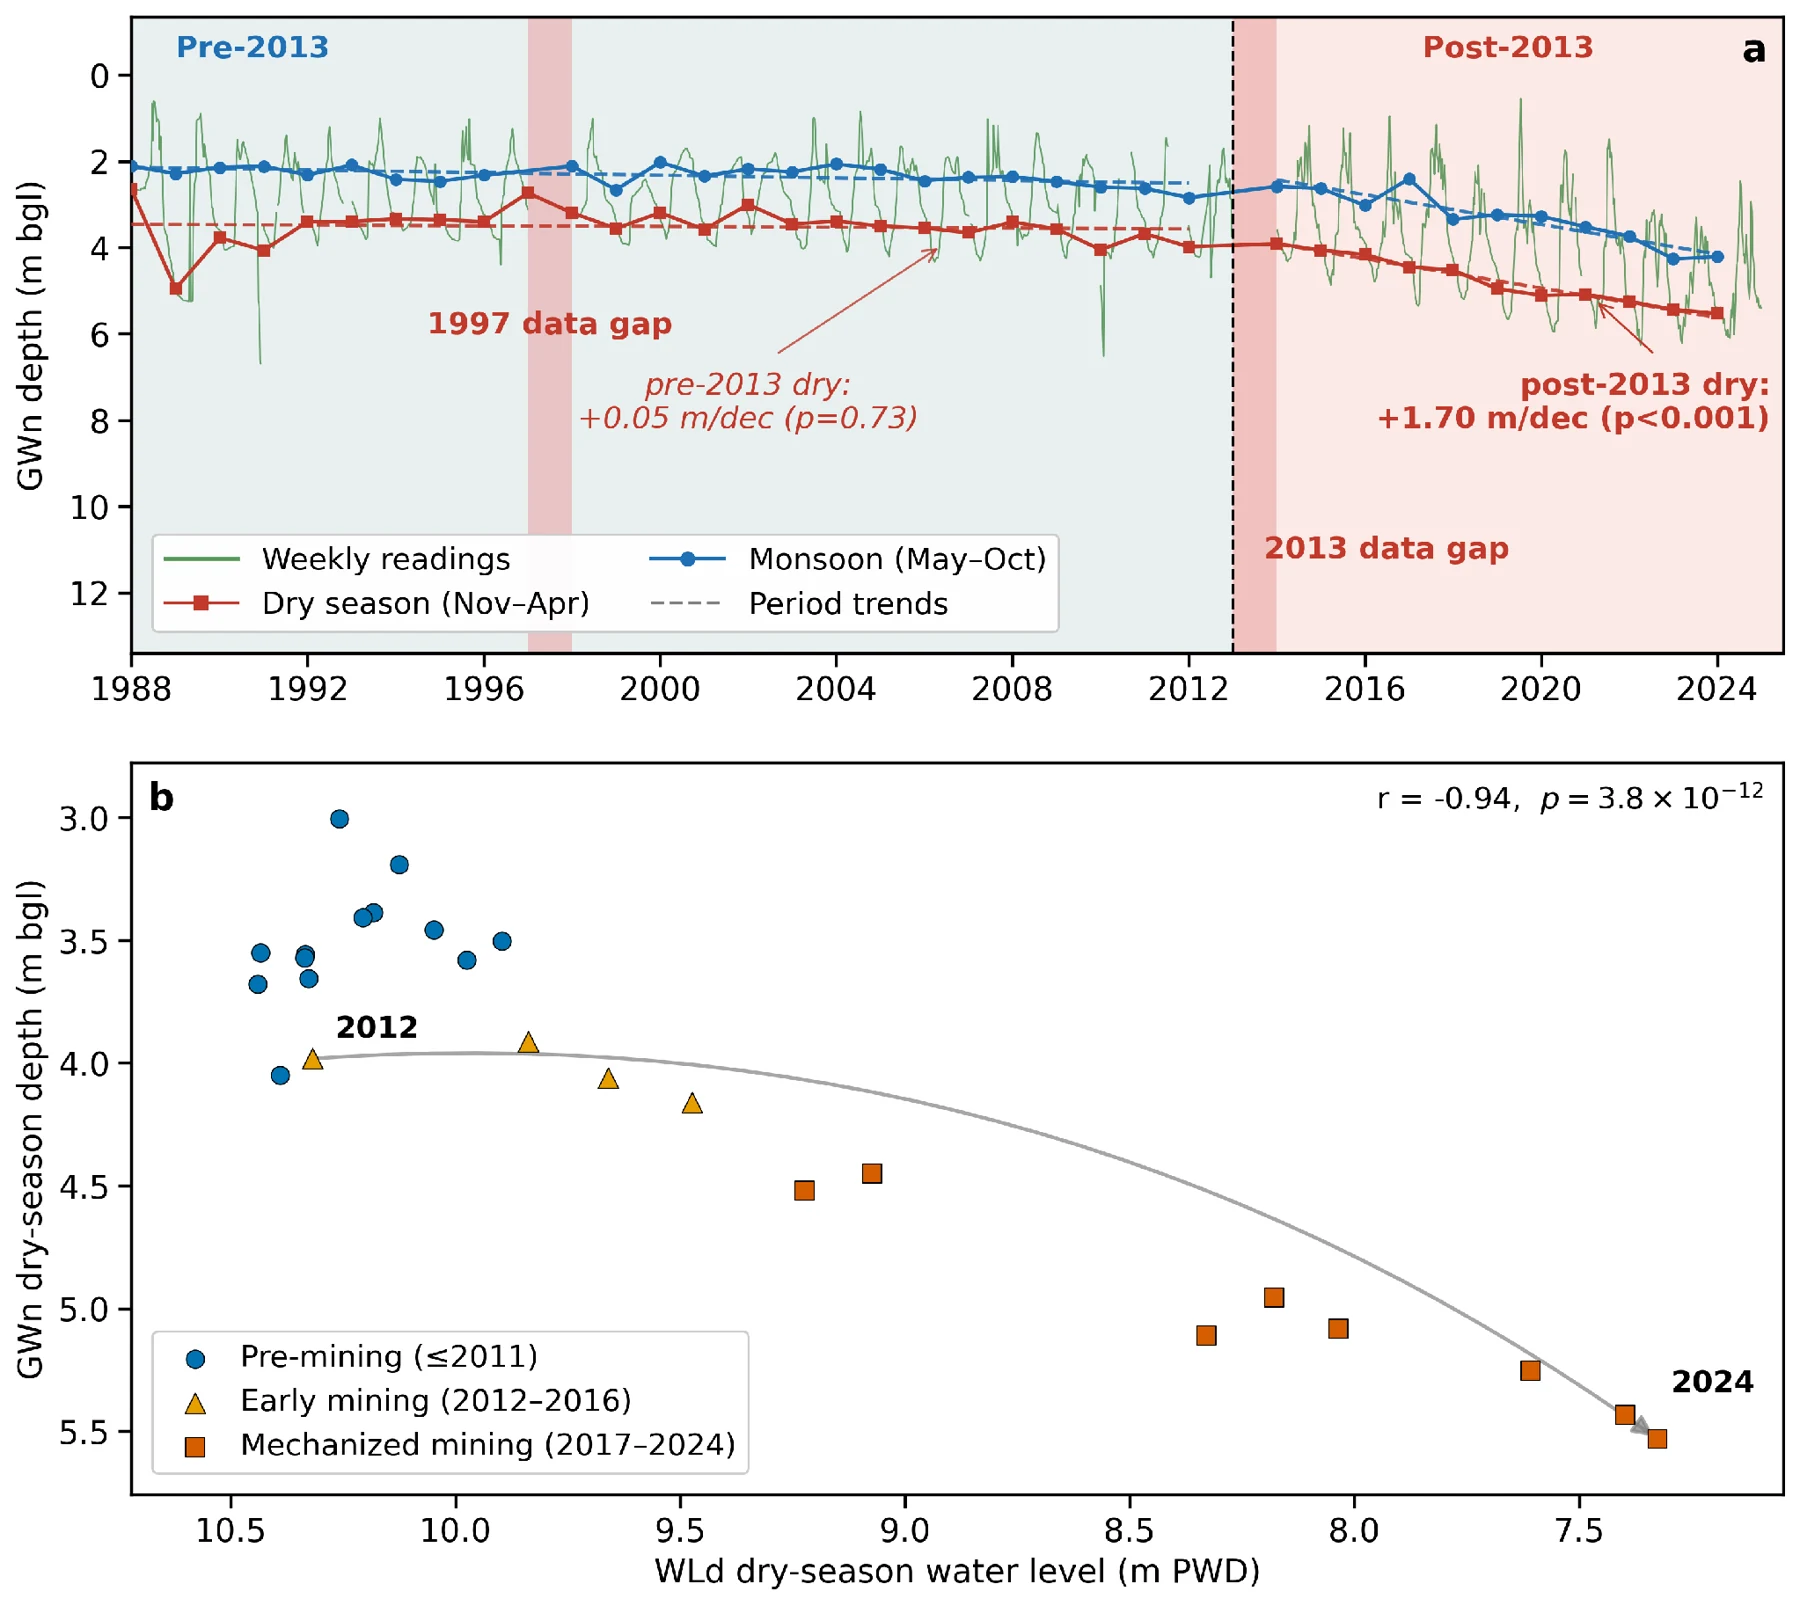 Pre-2013
Post-2013
a
0
2
4
6
8
10
12
GWn depth (m bgl)
1997 data gap
pre-2013 dry:
+0.05 m/dec (p=0.73)
post-2013 dry:
+1.70 m/dec (p<0.001)
2013 data gap
Weekly readings
Dry season (Nov–Apr)
Monsoon (May–Oct)
Period trends
1988
1992
1996
2000
2004
2008
2012
2016
2020
2024
b
r = -0.94, p = 3.8 × 10⁻¹²
3.0
3.5
4.0
4.5
5.0
5.5
GWn dry-season depth (m bgl)
2012
2024
Pre-mining (≤2011)
Early mining (2012–2016)
Mechanized mining (2017–2024)
10.5
10.0
9.5
9.0
8.5
8.0
7.5
WLd dry-season water level (m PWD)